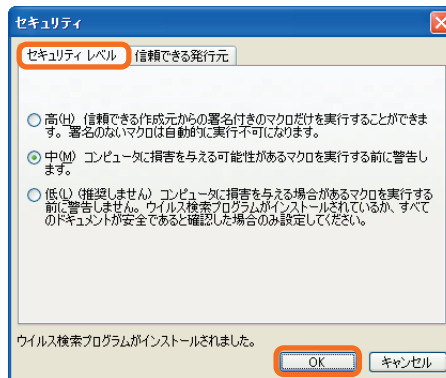 セキュリティ
セキュリティ レベル 信頼できる発行元
高(H) 信頼できる作成元からの署名付きのマクロだけを実行することができま
す。署名のないマクロは自動的に実行不可になります。
中(M) コンピュータに損害を与える可能性があるマクロを実行する前に警告し
ます。
低(L) (推奨しません) コンピュータに損害を与える場合があるマクロを実行する
前に警告しません。ウイルス検索プログラムがインストールされているか、すべて
のドキュメントが安全であると確認した場合のみ設定してください。
ウイルス検索プログラムがインストールされました。
OK キャンセル